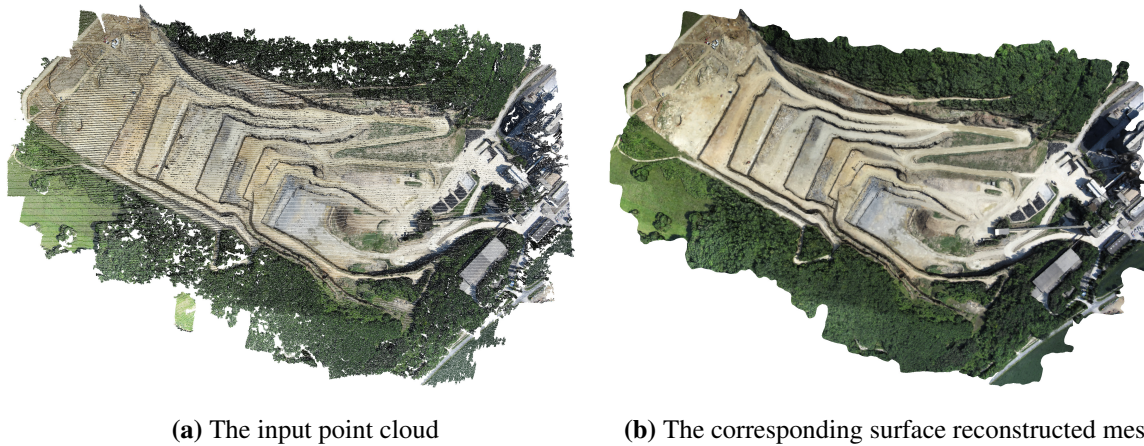 (a) The input point cloud
(b) The corresponding surface reconstructed mes